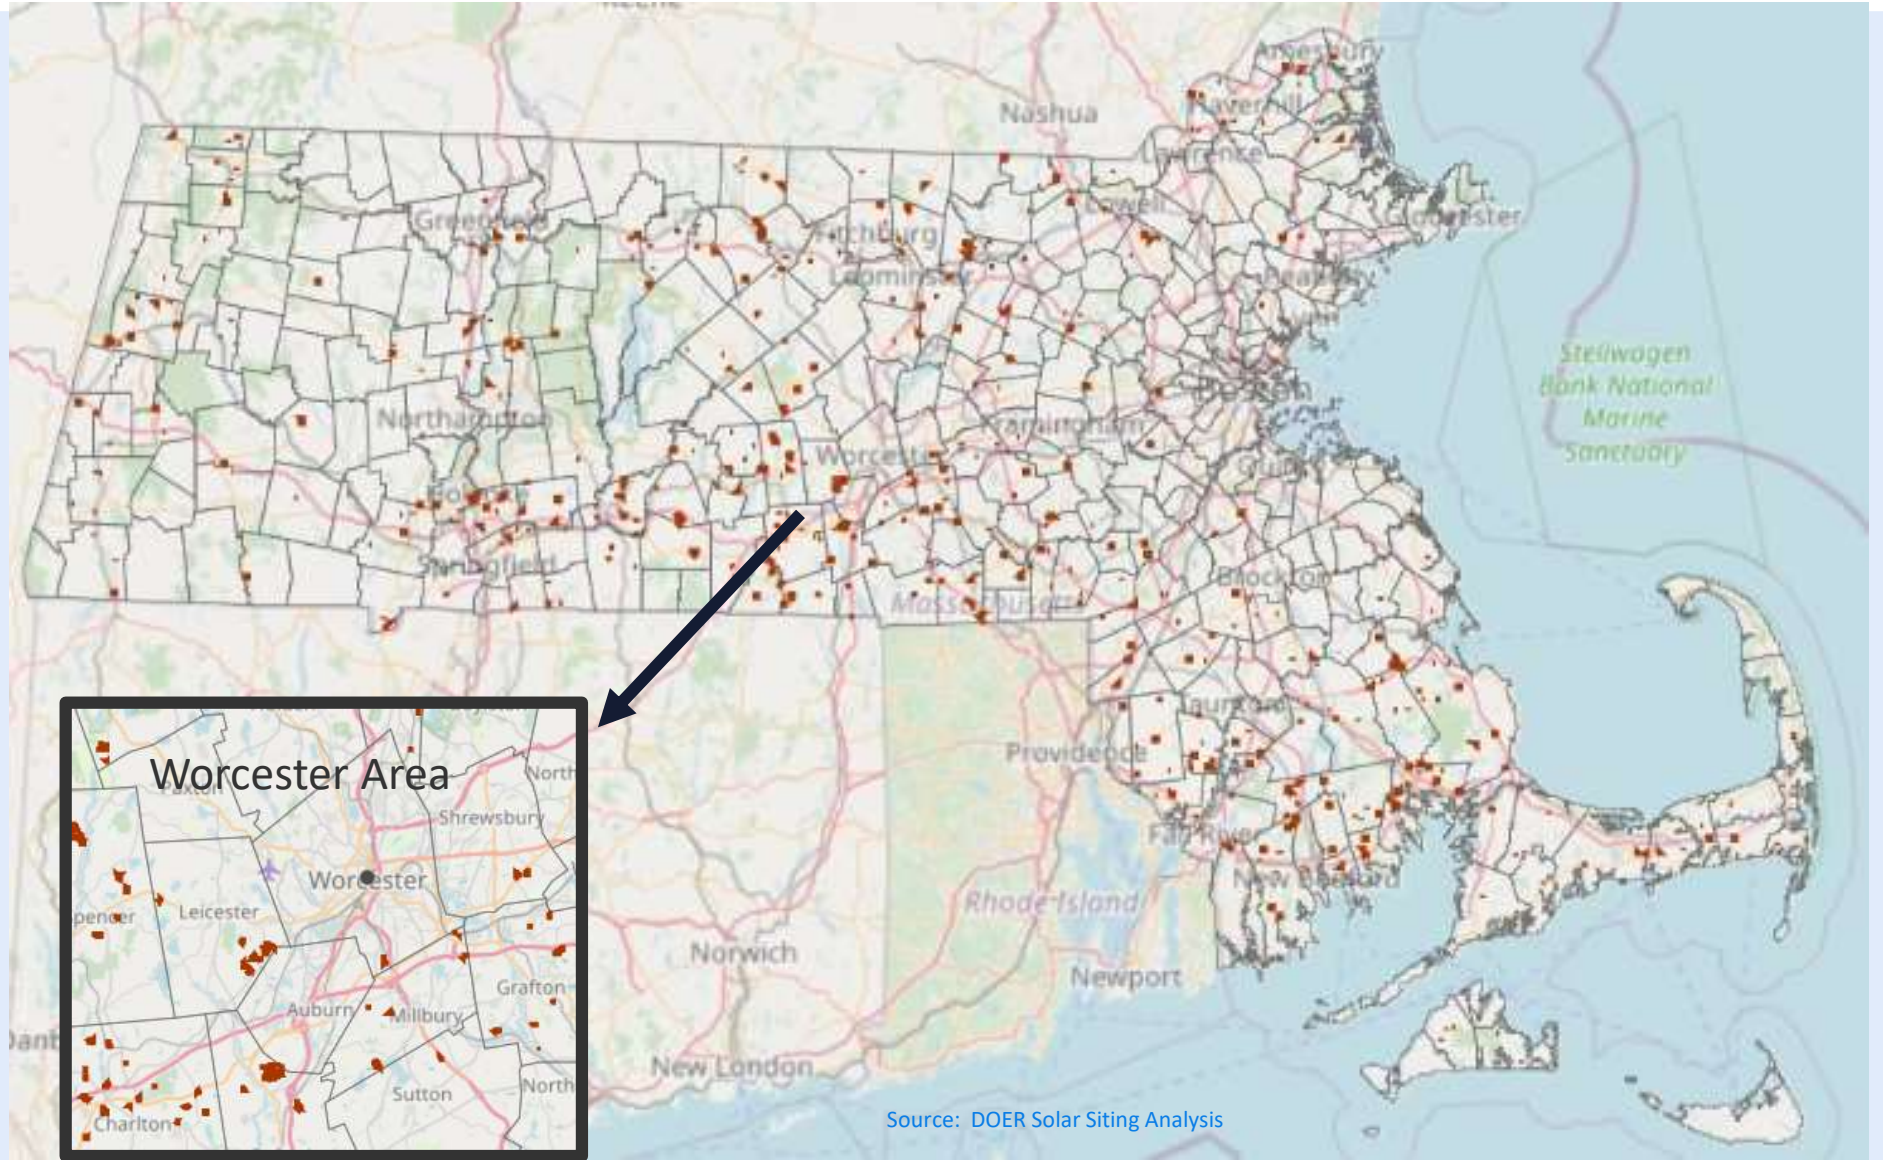 Nashua
Haverhill
Lawrence
Lowell
Gloucester
Greenfield
Fitchburg
Leominster
Stellwagen
Bank National
Marine
Sanctuary
Northampton
Framingham
Worcester
Springfield
Brockton
Massachusetts
Taunton
Providence
Fall River
New Bedford
Rhode Island
Norwich
Newport
New London
Worcester Area
Paxton
North
Shrewsbury
Worcester
Leicester
Grafton
Auburn
Millbury
Sutton
North
Charlton
Source: DOER Solar Siting Analysis